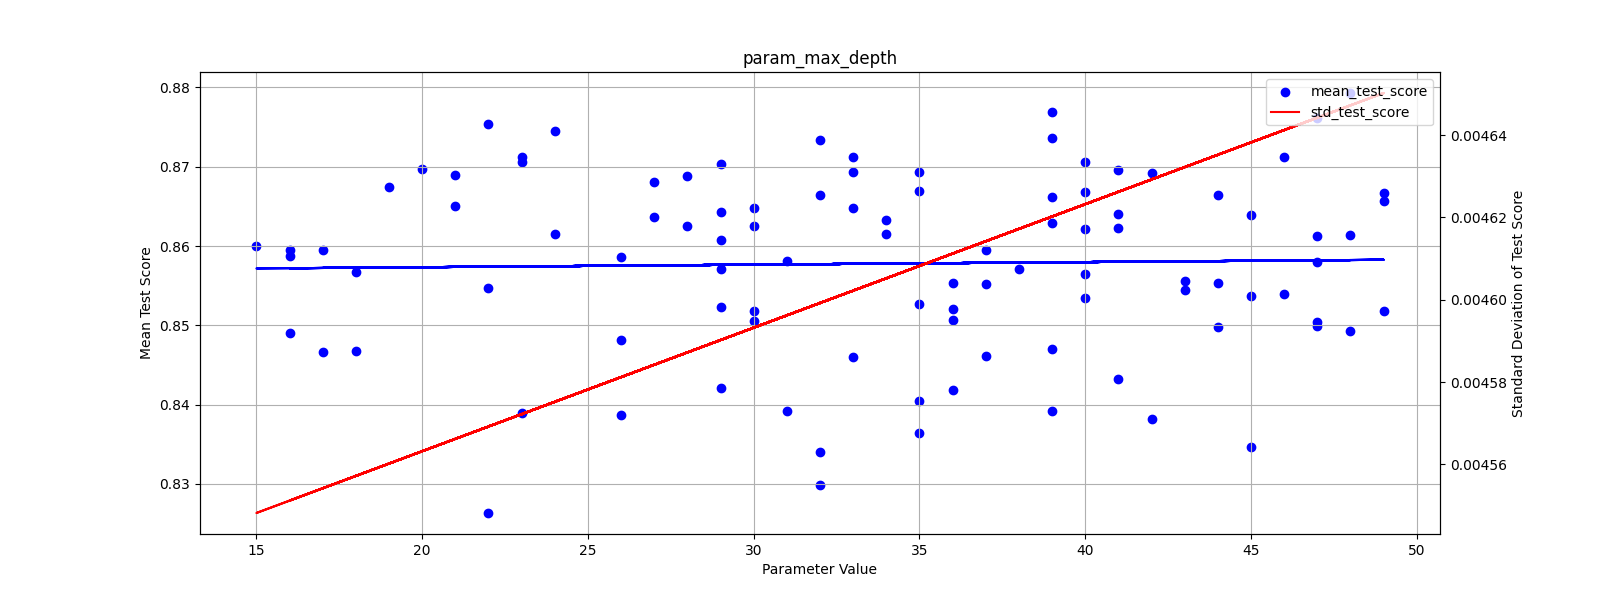 param_max_depth
mean_test_score
std_test_score
0.88
0.87
0.86
0.85
0.84
0.83
Mean Test Score
0.00464
0.00462
0.00460
0.00458
0.00456
Standard Deviation of Test Score
15 20 25 30 35 40 45 50
Parameter Value